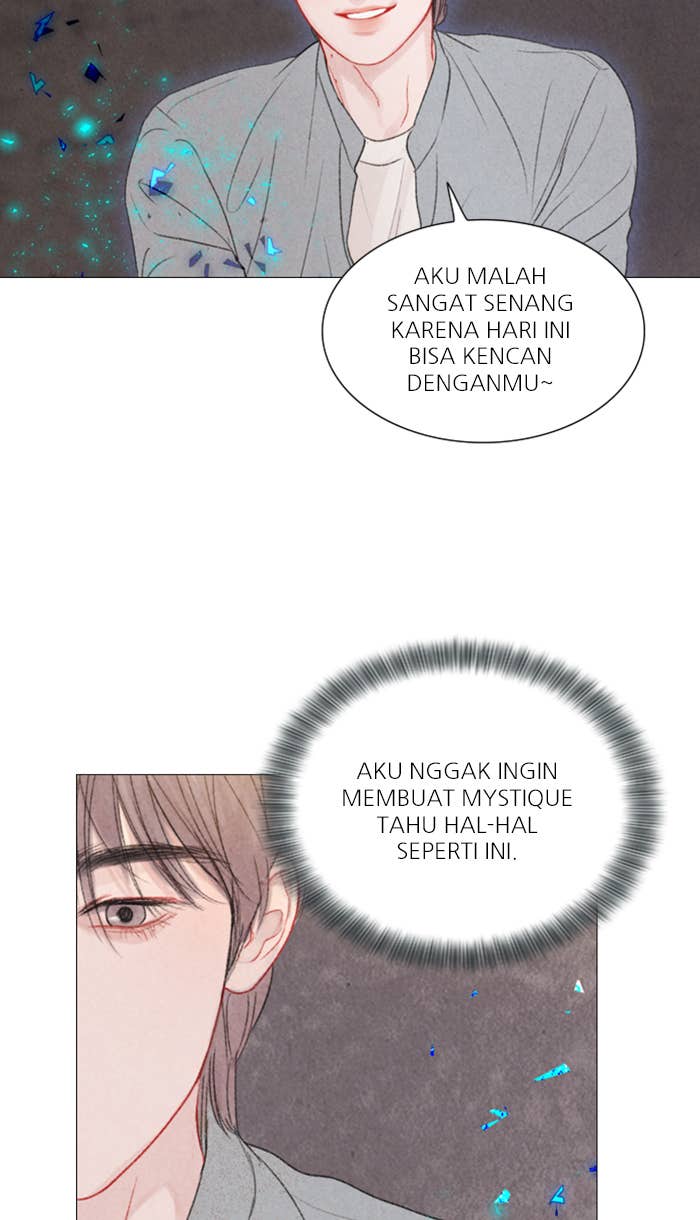 AKU MALAH
SANGAT SENANG
KARENA HARI INI
BISA KENCAN
DENGANMU~
AKU NGGAK INGIN
MEMBUAT MYSTIQUE
TAHU HAL-HAL
SEPERTI INI.